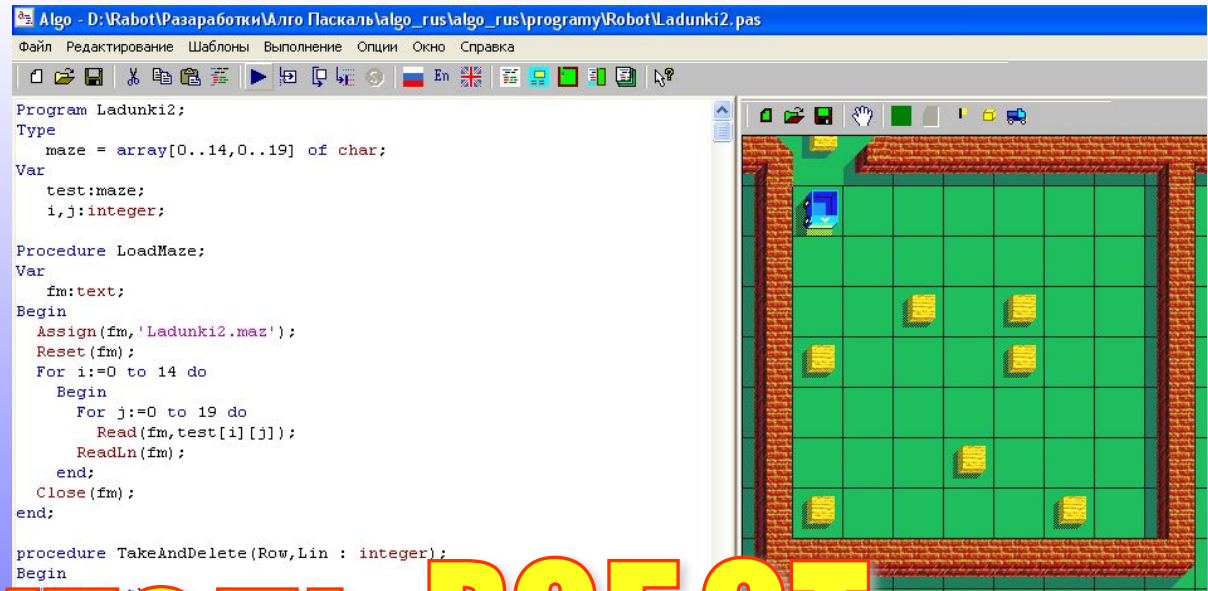 Algo - D:\Rabot\Разаработки\Алго Паскаль\algo_rus\algo_rus\programy\Robot\Ladunki2.pas
Файл Редактирование Шаблоны Выполнение Опции Окно Справка
En
Program Ladunki2;
Type
maze = array[0..14,0..19] of char;
Var
test:maze;
i,j:integer;
Procedure LoadMaze;
Var
fm:text;
Begin
Assign(fm,'Ladunki2.maz');
Reset(fm);
For i:=0 to 14 do
Begin
For j:=0 to 19 do
Read(fm,test[i][j]);
ReadLn(fm);
end;
Close(fm);
end;
procedure TakeAndDelete(Row,Lin : integer);
Begin